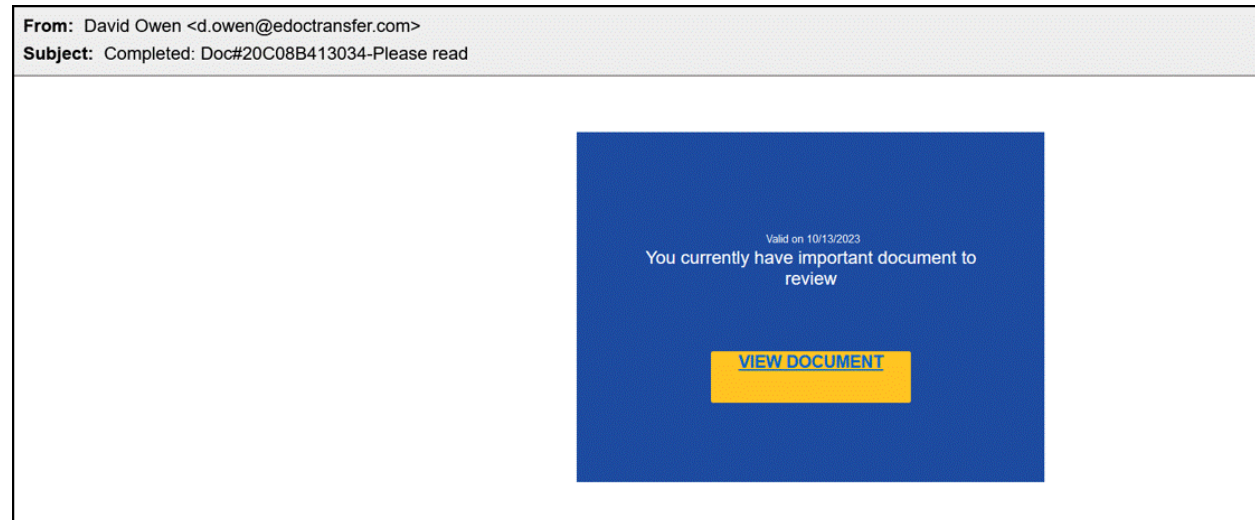 From: David Owen <d.owen@edoctransfer.com>
Subject: Completed: Doc#20C08B413034-Please read
Valid on 10/13/2023
You currently have important document to
review
VIEW DOCUMENT